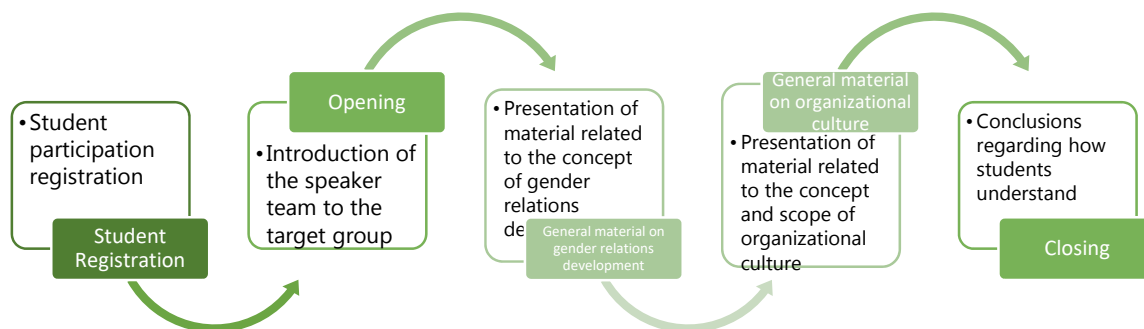 • Student
participation
registration
Student
Registration
Opening
• Introduction of
the speaker
team to the
target group
• Presentation of
material related
to the concept
of gender
relations
de
General material on
gender relations
development
General material
on organizational
culture
• Presentation of
material related
to the concept
and scope of
organizational
culture
• Conclusions
regarding how
students
understand
Closing